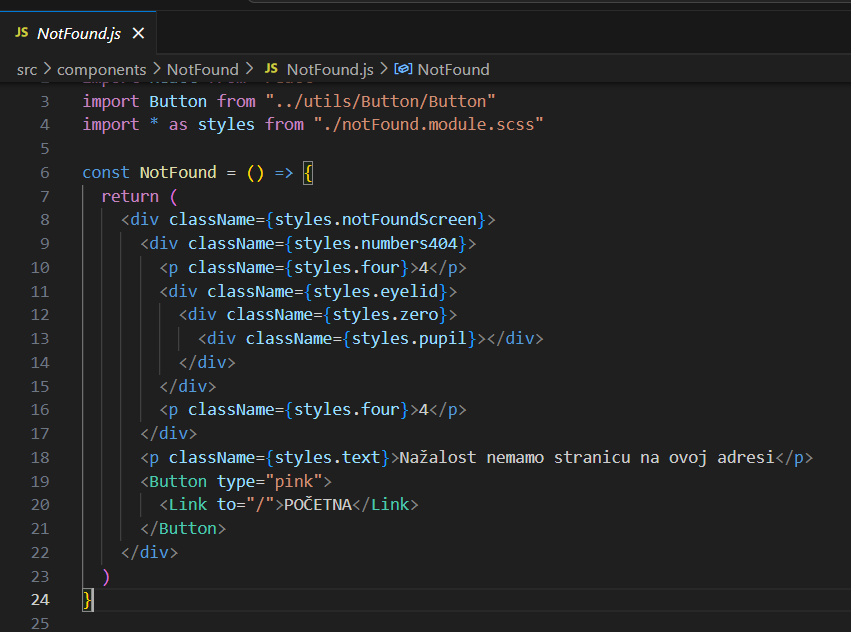 JS NotFound.js ×
src > components > NotFound > JS NotFound.js > NotFound
3 import Button from "../utils/Button/Button"
4 import * as styles from "./notFound.module.scss"
5
6 const NotFound = () => {
7   return (
8     <div className={styles.notFoundScreen}>
9       <div className={styles.numbers404}>
10         <p className={styles.four}>4</p>
11         <div className={styles.eyelid}>
12           <div className={styles.zero}>
13             <div className={styles.pupil}></div>
14           </div>
15         </div>
16         <p className={styles.four}>4</p>
17       </div>
18       <p className={styles.text}>Nažalost nemamo stranicu na ovoj adresi</p>
19       <Button type="pink">
20         <Link to="/">POČETNA</Link>
21       </Button>
22     </div>
23   )
24 }
25